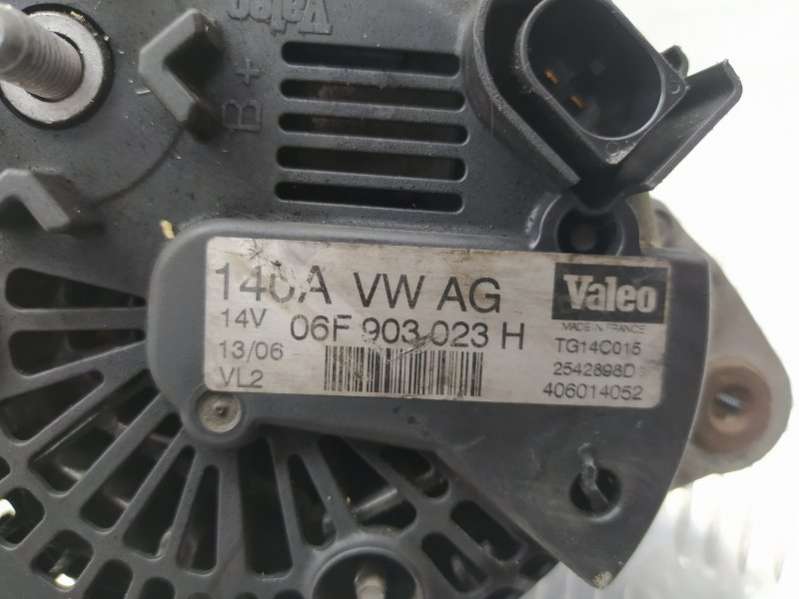 Valeo
B+
140A VW AG
14V 06F 903 023 H
13/06
VL2
Valeo
MADE IN FRANCE
TG14C015
2542898D
406014052